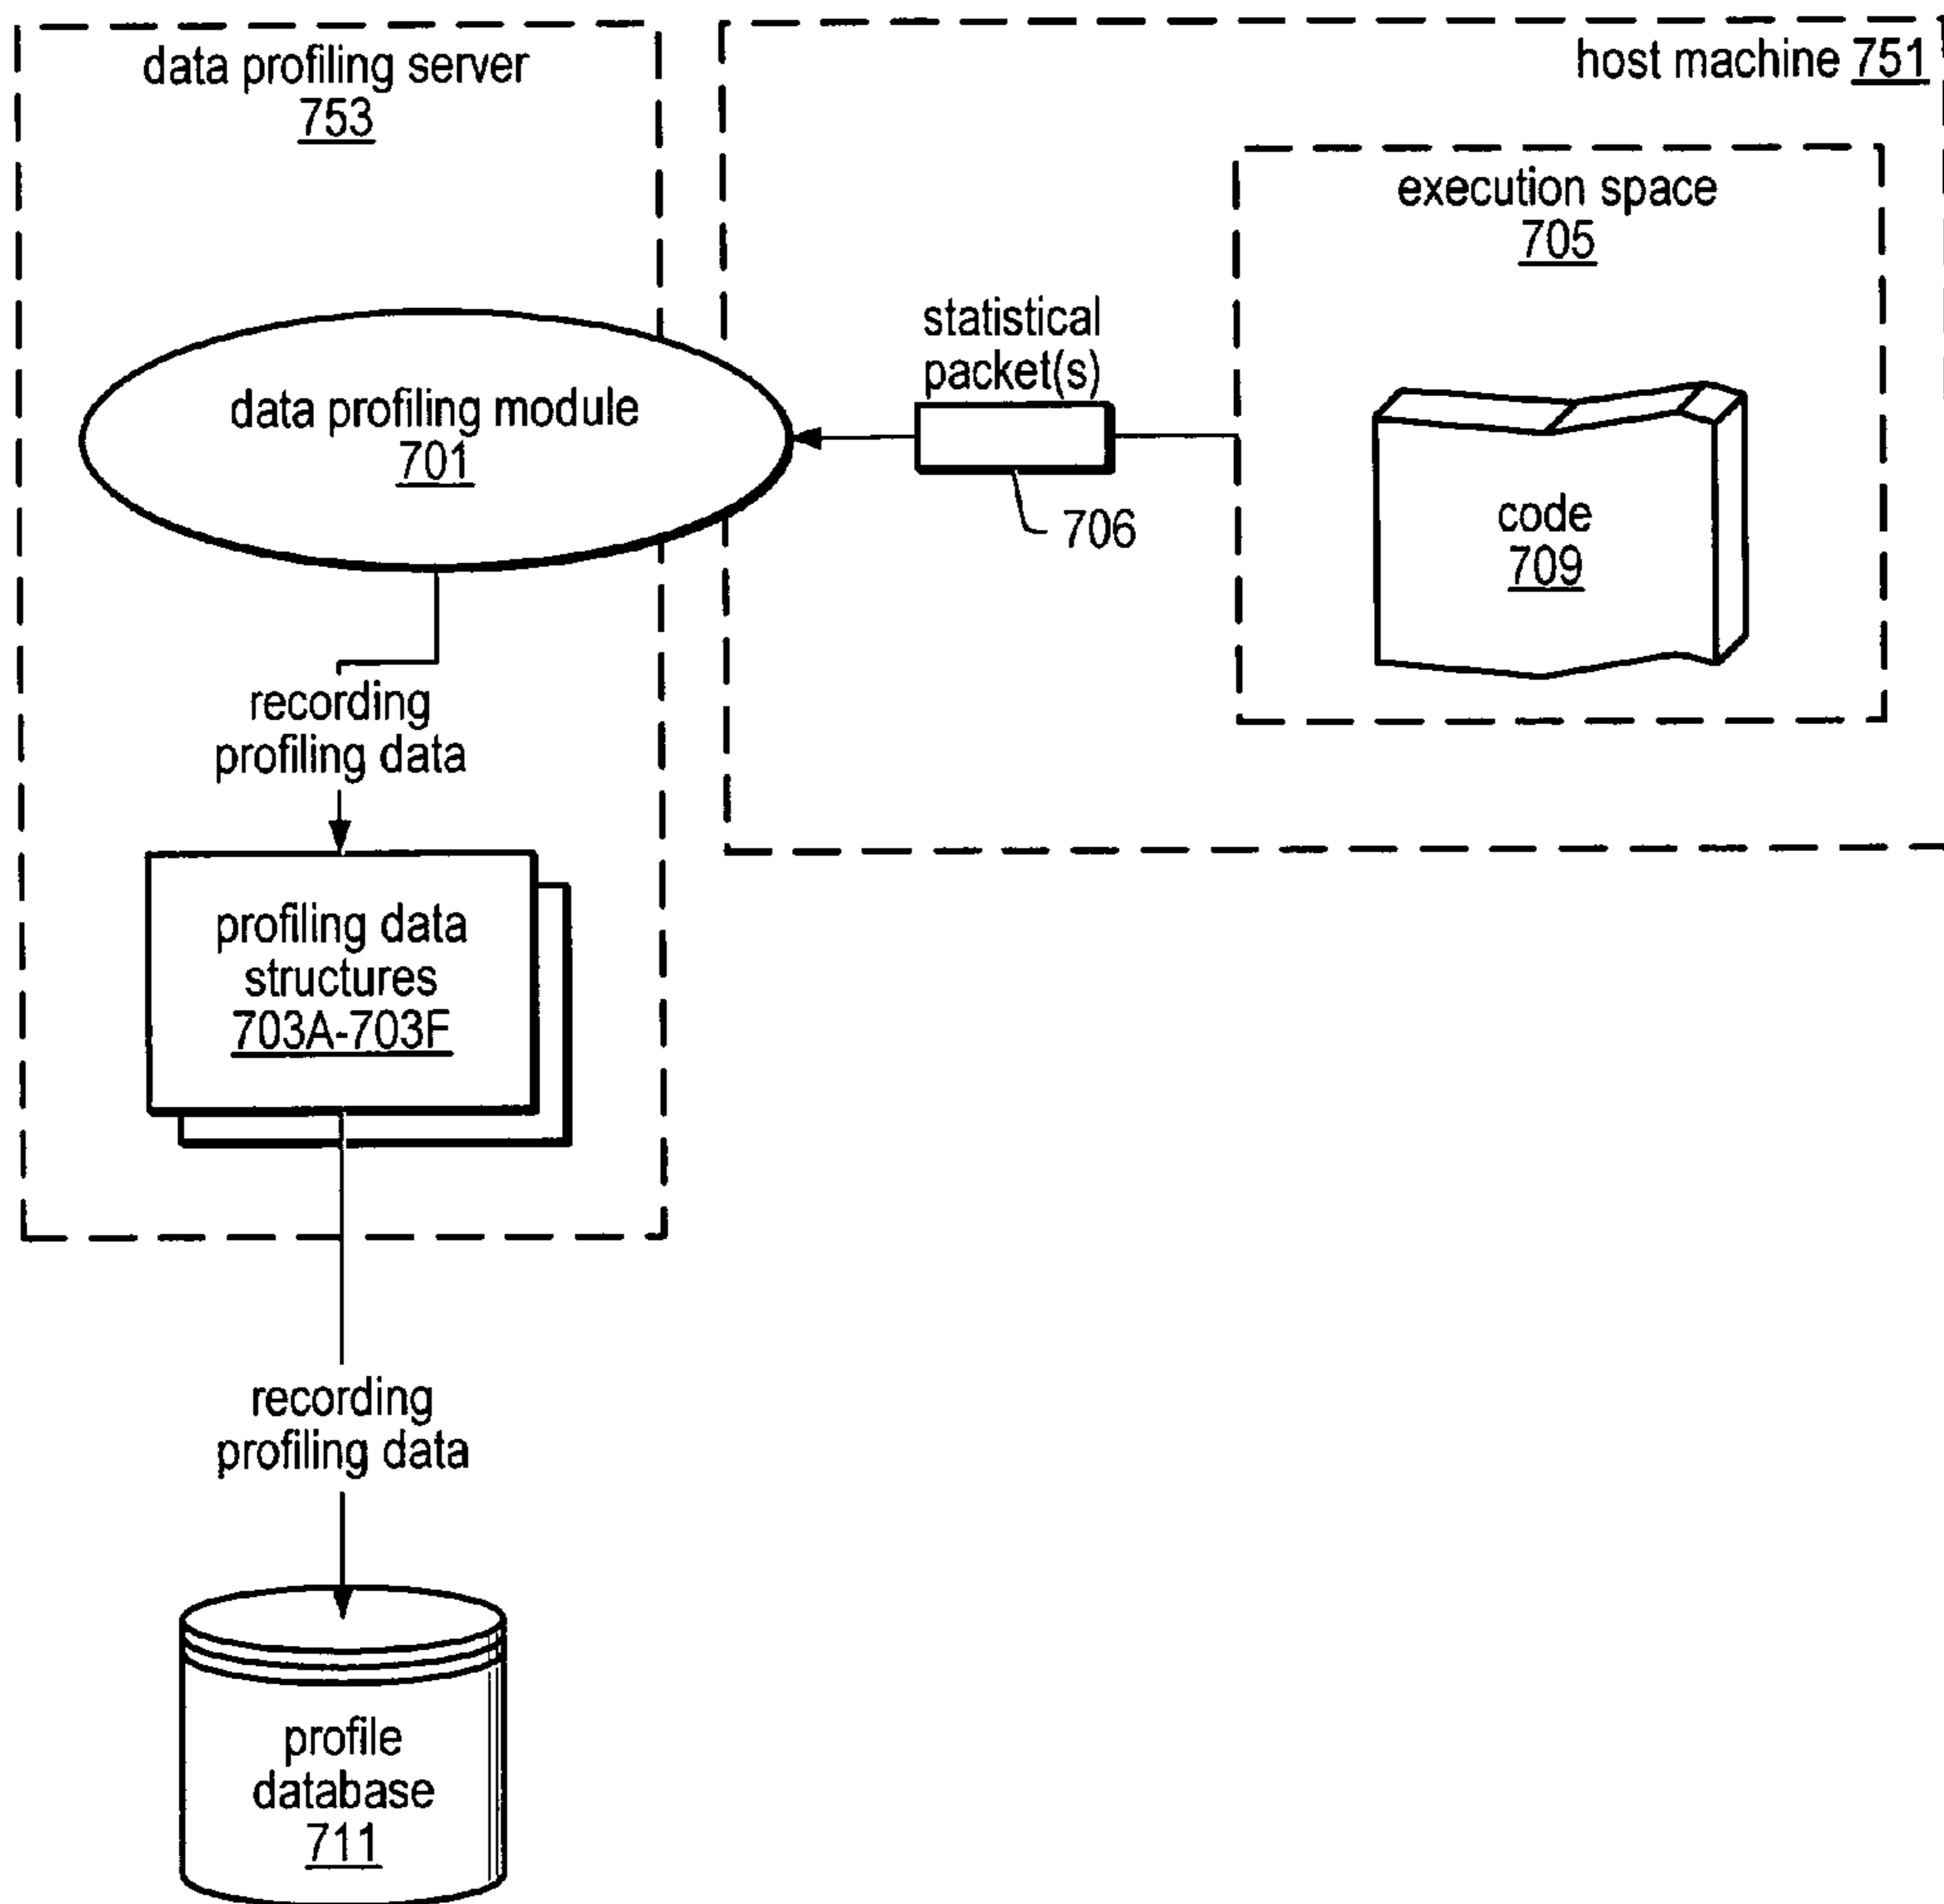 data profiling server
753
host machine 751
execution space
705
statistical
packet(s)
data profiling module
701
706
code
709
recording
profiling data
profiling data
structures
703A-703F
recording
profiling data
profile
database
711